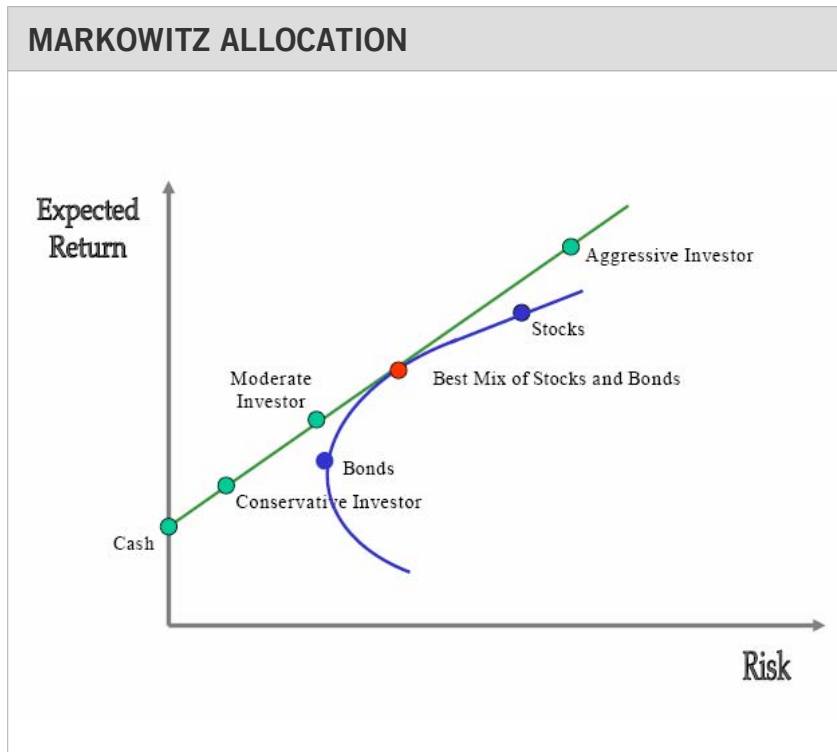 MARKOWITZ ALLOCATION
Expected
Return
Aggressive Investor
Stocks
Moderate
Investor
Best Mix of Stocks and Bonds
Bonds
Conservative Investor
Cash
Risk